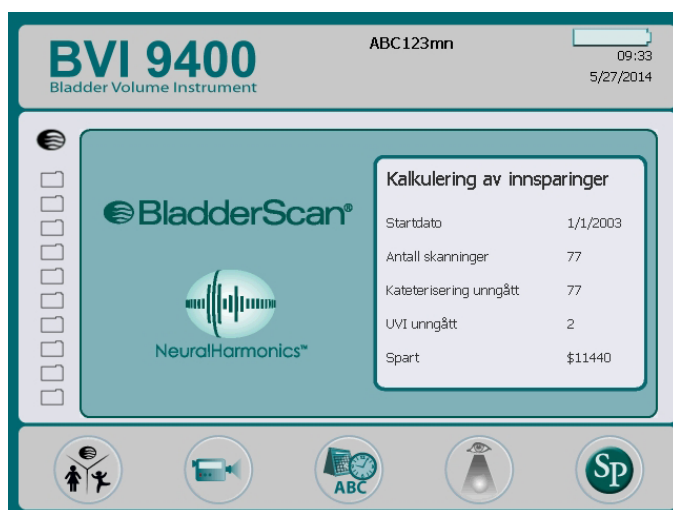 BVI 9400
Bladder Volume Instrument
ABC123mn
09:33
5/27/2014
BladderScan®
NeuralHarmonics™
Kalkulering av innsparinger
Startdato 1/1/2003
Antall skanninger 77
Kateterisering unngått 77
UVI unngått 2
Spart $11440
ABC
SP